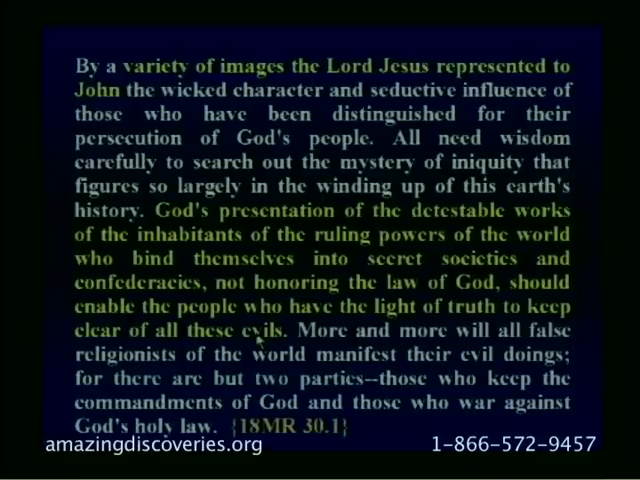 By a variety of images the Lord Jesus represented to
John the wicked character and seductive influence of
those who have been distinguished for their
persecution of God's people. All need wisdom
carefully to search out the mystery of iniquity that
figures so largely in the winding up of this earth's
history. God's presentation of the detestable works
of the inhabitants of the ruling powers of the world
who bind themselves into secret societies and
confederacies, not honoring the law of God, should
enable the people who have the light of truth to keep
clear of all these evils. More and more will all false
religionists of the world manifest their evil doings;
for there are but two parties--those who keep the
commandments of God and those who war against
God's holy law. {18MR 30.1}
amazingdiscoveries.org 1-866-572-9457